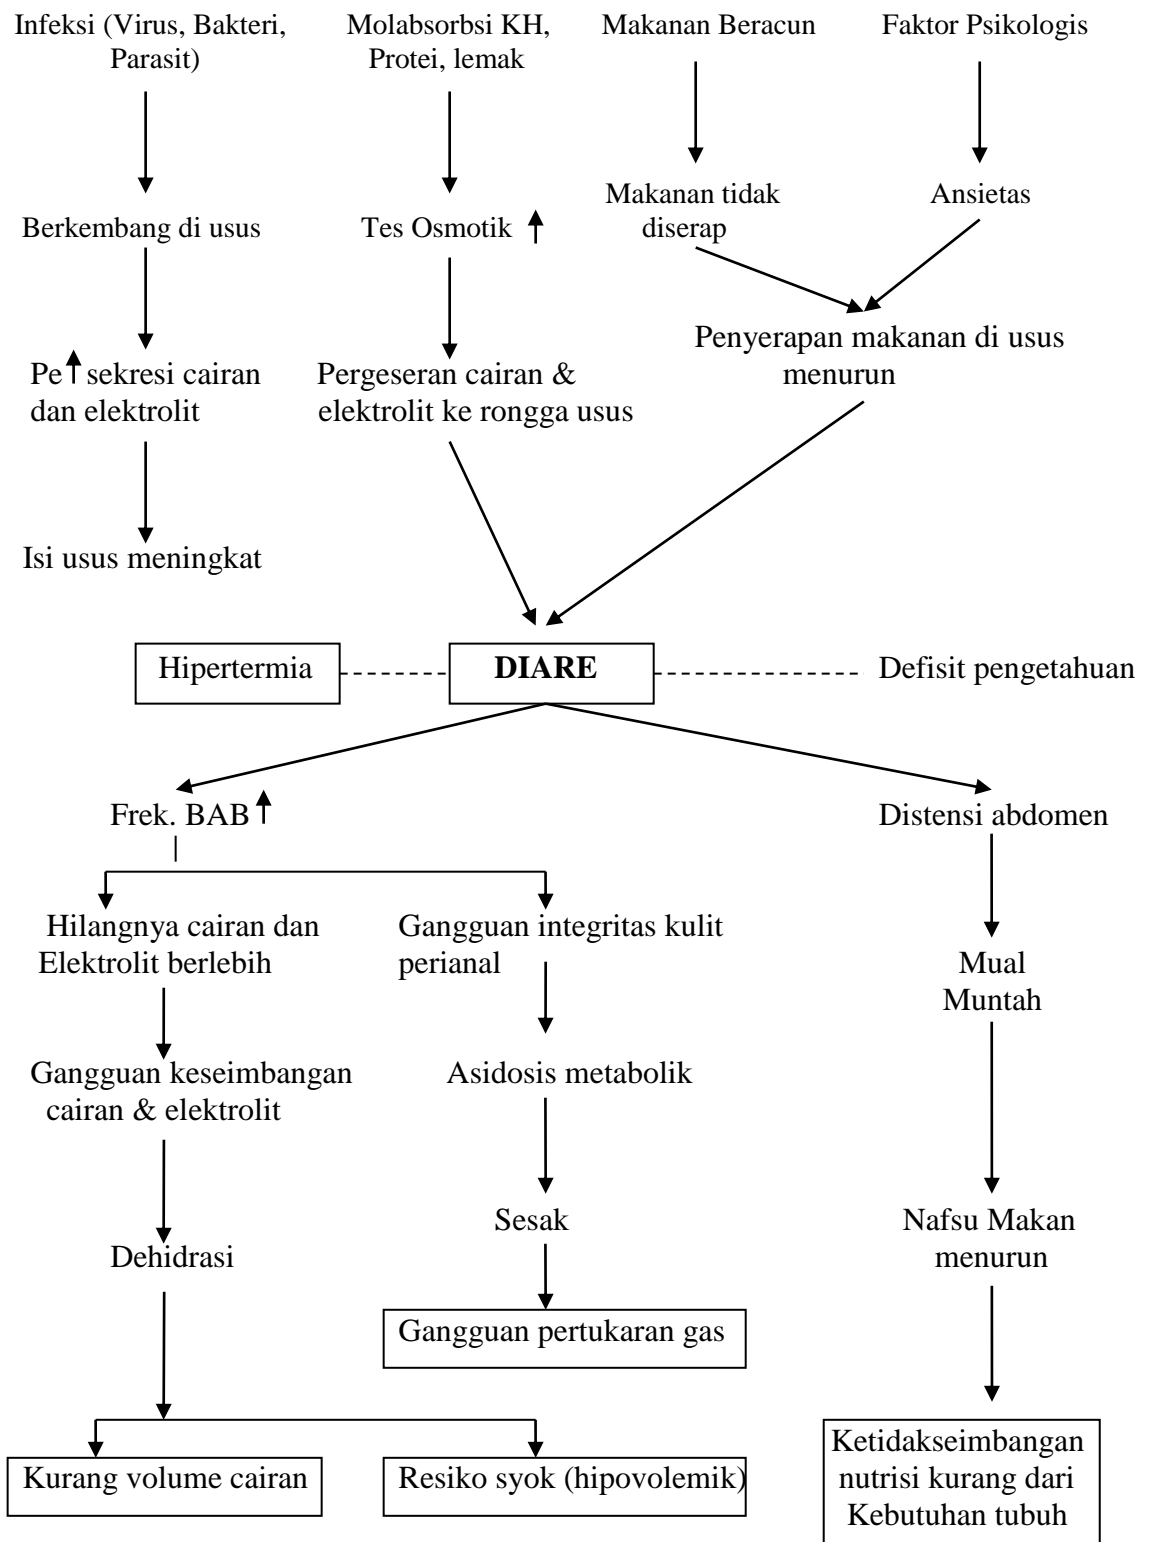 Infeksi (Virus, Bakteri,
Parasit)
Molabsorbsi KH,
Protei, lemak
Makanan Beracun
Faktor Psikologis
Berkembang di usus
Tes Osmotik
Makanan tidak
diserap
Ansietas
Pe sekresi cairan
dan elektrolit
Pergeseran cairan &
elektrolit ke rongga usus
Penyerapan makanan di usus
menurun
Isi usus meningkat
Hipertermia
DIARE
Defisit pengetahuan
Frek. BAB
Distensi abdomen
Hilangnya cairan dan
Elektrolit berlebih
Gangguan integritas kulit
perianal
Mual
Muntah
Gangguan keseimbangan
cairan & elektrolit
Asidosis metabolik
Dehidrasi
Sesak
Nafsu Makan
menurun
Gangguan pertukaran gas
Kurang volume cairan
Resiko syok (hipovolemik)
Ketidakseimbangan
nutrisi kurang dari
Kebutuhan tubuh